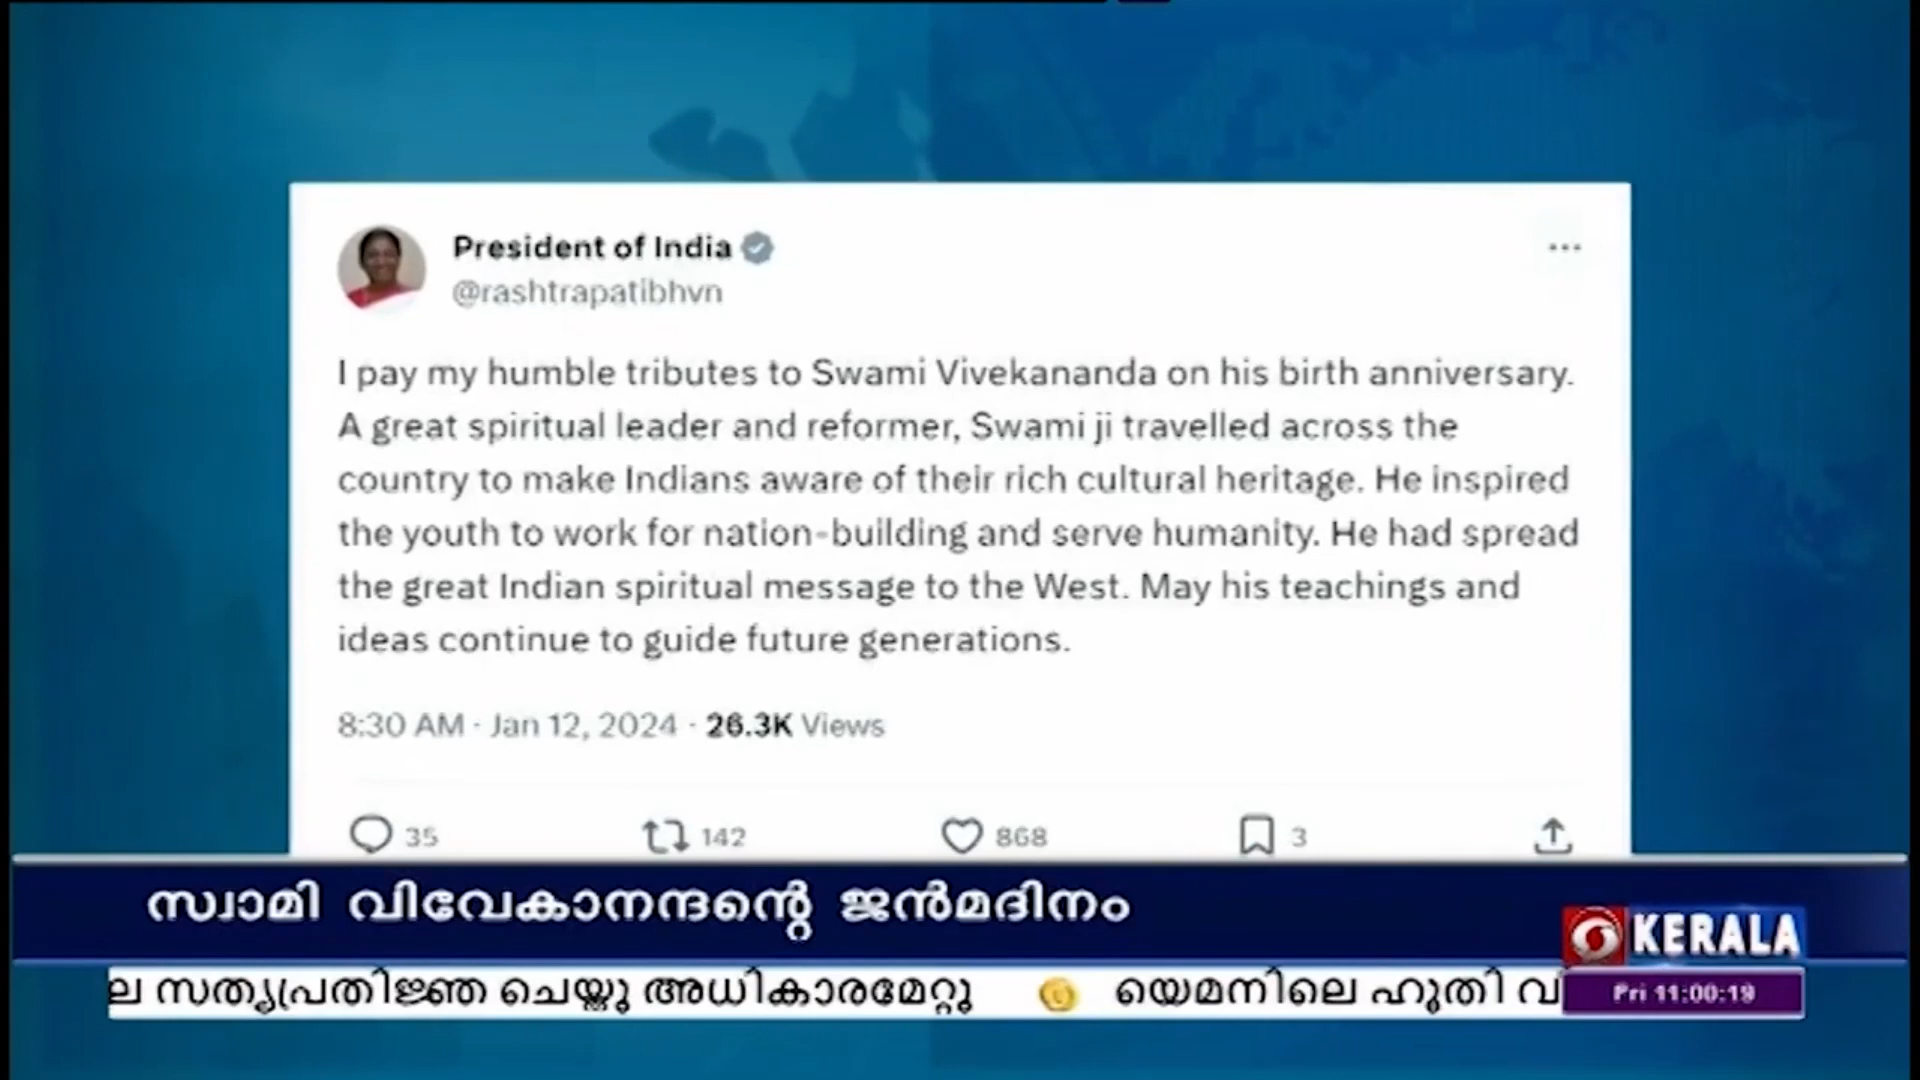 President of India
@rashtrapatibhvn
I pay my humble tributes to Swami Vivekananda on his birth anniversary.
A great spiritual leader and reformer, Swami ji travelled across the
country to make Indians aware of their rich cultural heritage. He inspired
the youth to work for nation-building and serve humanity. He had spread
the great Indian spiritual message to the West. May his teachings and
ideas continue to guide future generations.
8:30 AM · Jan 12, 2024 · 26.3K Views
35 142 868 3
സ്വാമി വിവേകാനന്ദന്റെ ജൻമദിനം
KERALA
ല സത്യപ്രതിജ്ഞ ചെയ്തു അധികാരമേറ്റു യെമനിലെ ഹൂതി വി
Pri 11:00:19